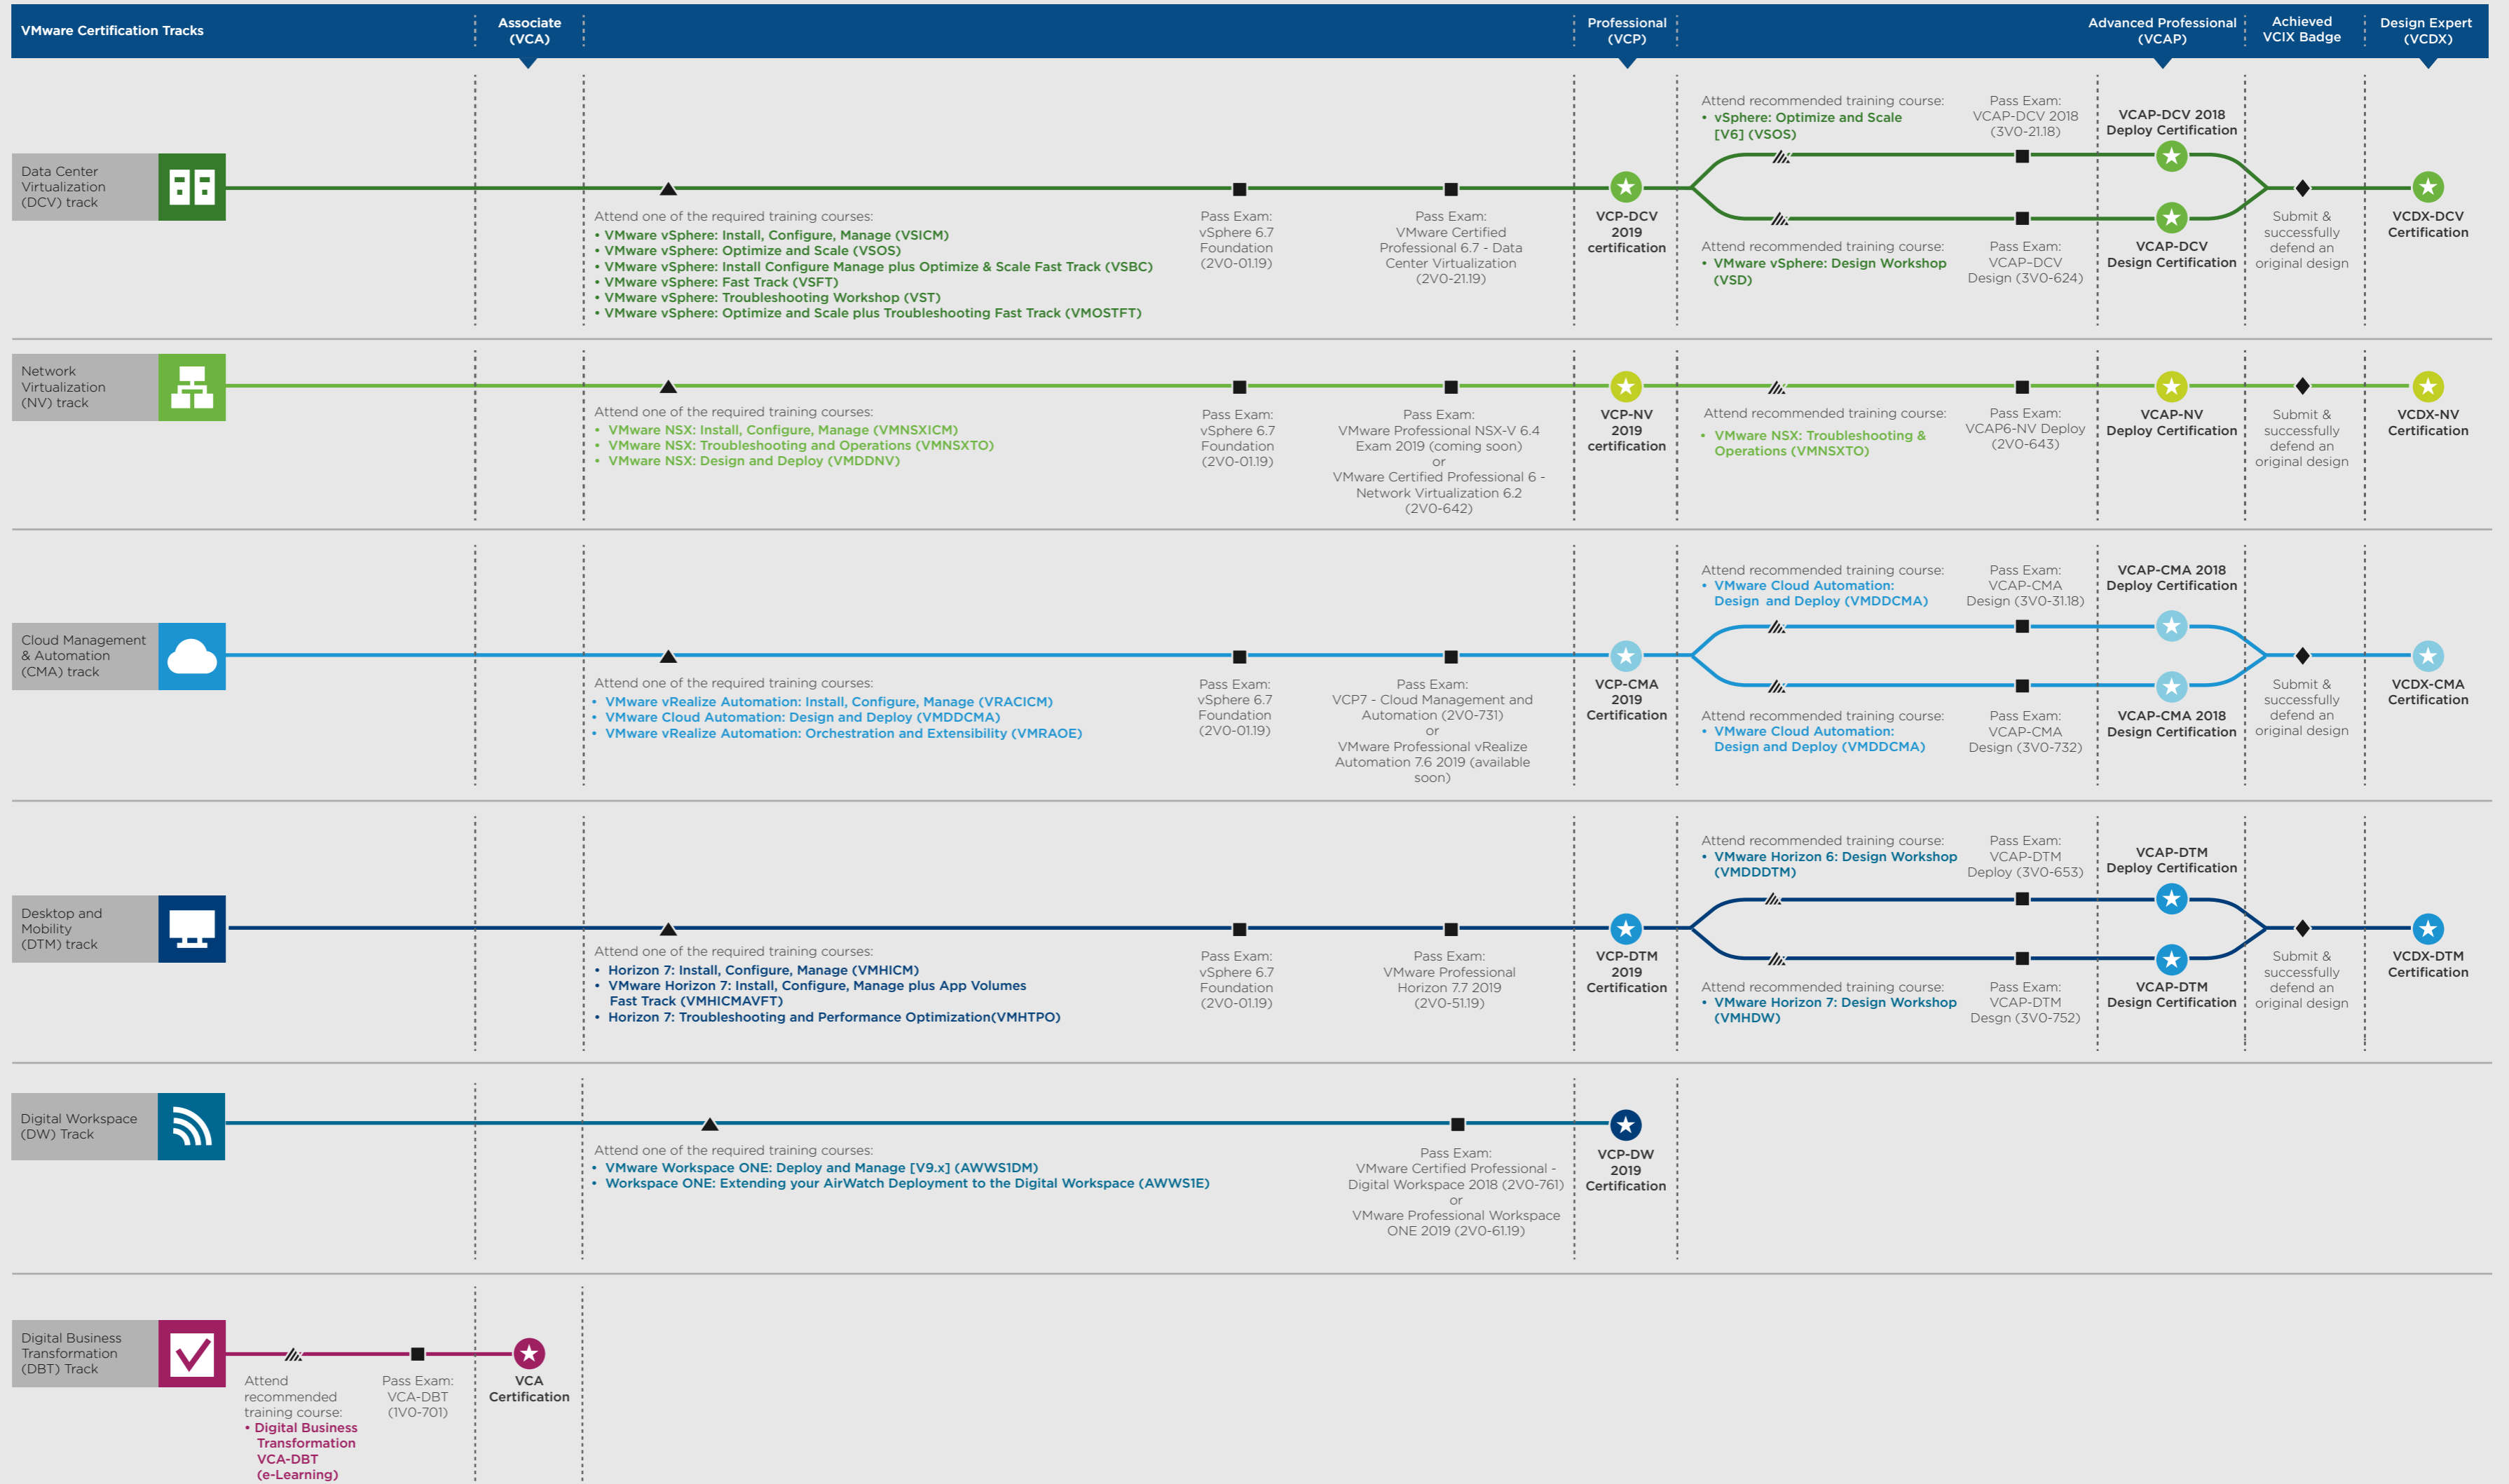 VMware Certification Tracks
Associate
(VCA)
Professional
(VCP)
Advanced Professional
(VCAP)
Achieved
VCIX Badge
Design Expert
(VCDX)
Data Center
Virtualization
(DCV) track
Attend one of the required training courses:
• VMware vSphere: Install, Configure, Manage (VSICM)
• VMware vSphere: Optimize and Scale (VSOS)
• VMware vSphere: Install Configure Manage plus Optimize & Scale Fast Track (VSBC)
• VMware vSphere: Fast Track (VSFT)
• VMware vSphere: Troubleshooting Workshop (VST)
• VMware vSphere: Optimize and Scale plus Troubleshooting Fast Track (VMOSTFT)
Pass Exam:
vSphere 6.7
Foundation
(2V0-01.19)
Pass Exam:
VMware Certified
Professional 6.7 - Data
Center Virtualization
(2V0-21.19)
VCP-DCV
2019
certification
Attend recommended training course:
• vSphere: Optimize and Scale
[V6] (VSOS)
Pass Exam:
VCAP-DCV 2018
(3V0-21.18)
VCAP-DCV 2018
Deploy Certification
Attend recommended training course:
• VMware vSphere: Design Workshop
(VSD)
Pass Exam:
VCAP–DCV
Design (3V0-624)
VCAP-DCV
Design Certification
Submit &
successfully
defend an
original design
VCDX-DCV
Certification
Network
Virtualization
(NV) track
Attend one of the required training courses:
• VMware NSX: Install, Configure, Manage (VMNSXICM)
• VMware NSX: Troubleshooting and Operations (VMNSXTO)
• VMware NSX: Design and Deploy (VMDDNV)
Pass Exam:
vSphere 6.7
Foundation
(2V0-01.19)
Pass Exam:
VMware Professional NSX-V 6.4
Exam 2019 (coming soon)
or
VMware Certified Professional 6 -
Network Virtualization 6.2
(2V0-642)
VCP-NV
2019
certification
Attend recommended training course:
• VMware NSX: Troubleshooting &
Operations (VMNSXTO)
Pass Exam:
VCAP6-NV Deploy
(2V0-643)
VCAP-NV
Deploy Certification
Submit &
successfully
defend an
original design
VCDX-NV
Certification
Cloud Management
& Automation
(CMA) track
Attend one of the required training courses:
• VMware vRealize Automation: Install, Configure, Manage (VRACICM)
• VMware Cloud Automation: Design and Deploy (VMDDCMA)
• VMware vRealize Automation: Orchestration and Extensibility (VMRAOE)
Pass Exam:
vSphere 6.7
Foundation
(2V0-01.19)
Pass Exam:
VCP7 - Cloud Management and
Automation (2V0-731)
or
VMware Professional vRealize
Automation 7.6 2019 (available
soon)
VCP-CMA
2019
Certification
Attend recommended training course:
• VMware Cloud Automation:
Design and Deploy (VMDDCMA)
Pass Exam:
VCAP-CMA
Design (3V0-31.18)
VCAP-CMA 2018
Deploy Certification
Attend recommended training course:
• VMware Cloud Automation:
Design and Deploy (VMDDCMA)
Pass Exam:
VCAP-CMA
Design (3V0-732)
VCAP-CMA 2018
Design Certification
Submit &
successfully
defend an
original design
VCDX-CMA
Certification
Desktop and
Mobility
(DTM) track
Attend one of the required training courses:
• Horizon 7: Install, Configure, Manage (VMHICM)
• VMware Horizon 7: Install, Configure, Manage plus App Volumes
Fast Track (VMHICMAVFT)
• Horizon 7: Troubleshooting and Performance Optimization(VMHTPO)
Pass Exam:
vSphere 6.7
Foundation
(2V0-01.19)
Pass Exam:
VMware Professional
Horizon 7.7 2019
(2V0-51.19)
VCP-DTM
2019
Certification
Attend recommended training course:
• VMware Horizon 6: Design Workshop
(VMDDDTM)
Pass Exam:
VCAP-DTM
Deploy (3V0-653)
VCAP-DTM
Deploy Certification
Attend recommended training course:
• VMware Horizon 7: Design Workshop
(VMHDW)
Pass Exam:
VCAP-DTM
Desgn (3V0-752)
VCAP-DTM
Design Certification
Submit &
successfully
defend an
original design
VCDX-DTM
Certification
Digital Workspace
(DW) Track
Attend one of the required training courses:
• VMware Workspace ONE: Deploy and Manage [V9.x] (AWWS1DM)
• Workspace ONE: Extending your AirWatch Deployment to the Digital Workspace (AWWS1E)
Pass Exam:
VMware Certified Professional -
Digital Workspace 2018 (2V0-761)
or
VMware Professional Workspace
ONE 2019 (2V0-61.19)
VCP-DW
2019
Certification
Digital Business
Transformation
(DBT) Track
Attend
recommended
training course:
• Digital Business
Transformation
VCA-DBT
(e-Learning)
Pass Exam:
VCA-DBT
(1V0-701)
VCA
Certification